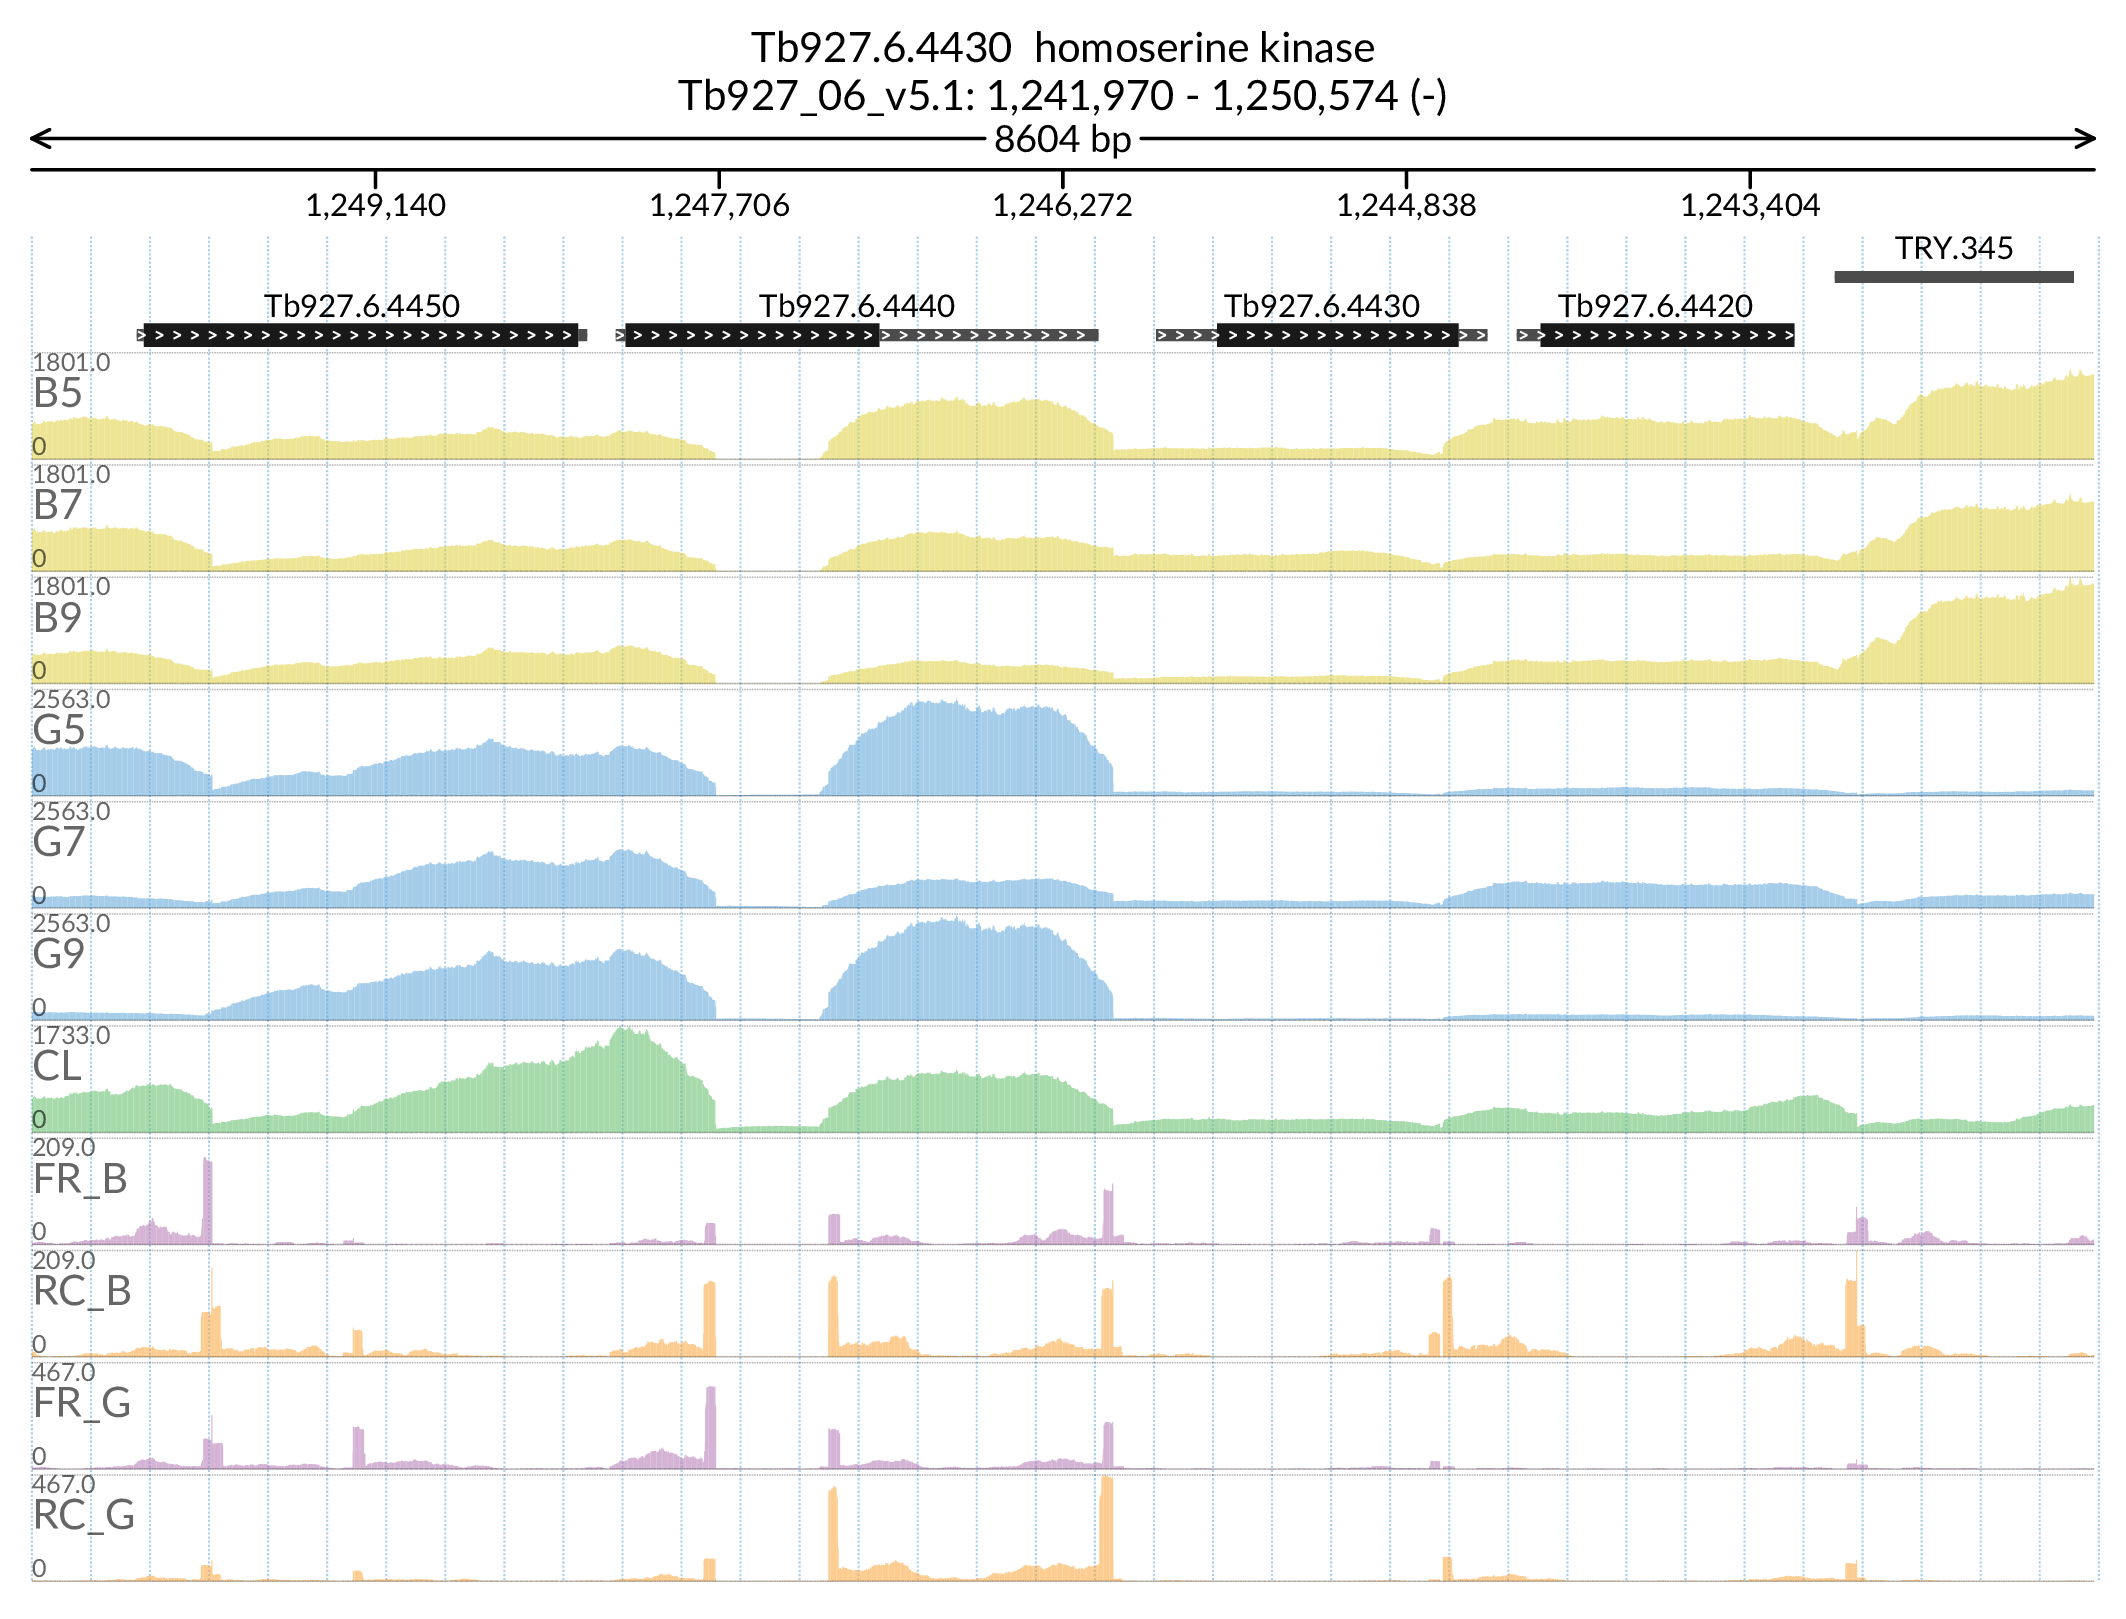 Tb927.6.4430 homoserine kinase
Tb927_06_v5.1: 1,241,970 - 1,250,574 (-)
8604 bp
1,249,140 1,247,706 1,246,272 1,244,838 1,243,404
TRY.345
Tb927.6.4450 Tb927.6.4440 Tb927.6.4430 Tb927.6.4420
1801.0
B5
0
1801.0
B7
0
1801.0
B9
0
2563.0
G5
0
2563.0
G7
0
2563.0
G9
0
1733.0
CL
0
209.0
FR_B
0
209.0
RC_B
0
467.0
FR_G
0
467.0
RC_G
0